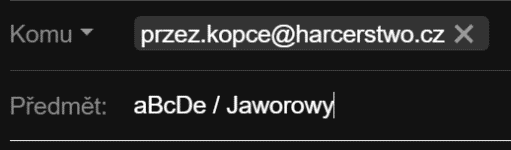 Komu przez.kopce@harcerstwo.cz
Předmět: aBcDe / Jaworowy